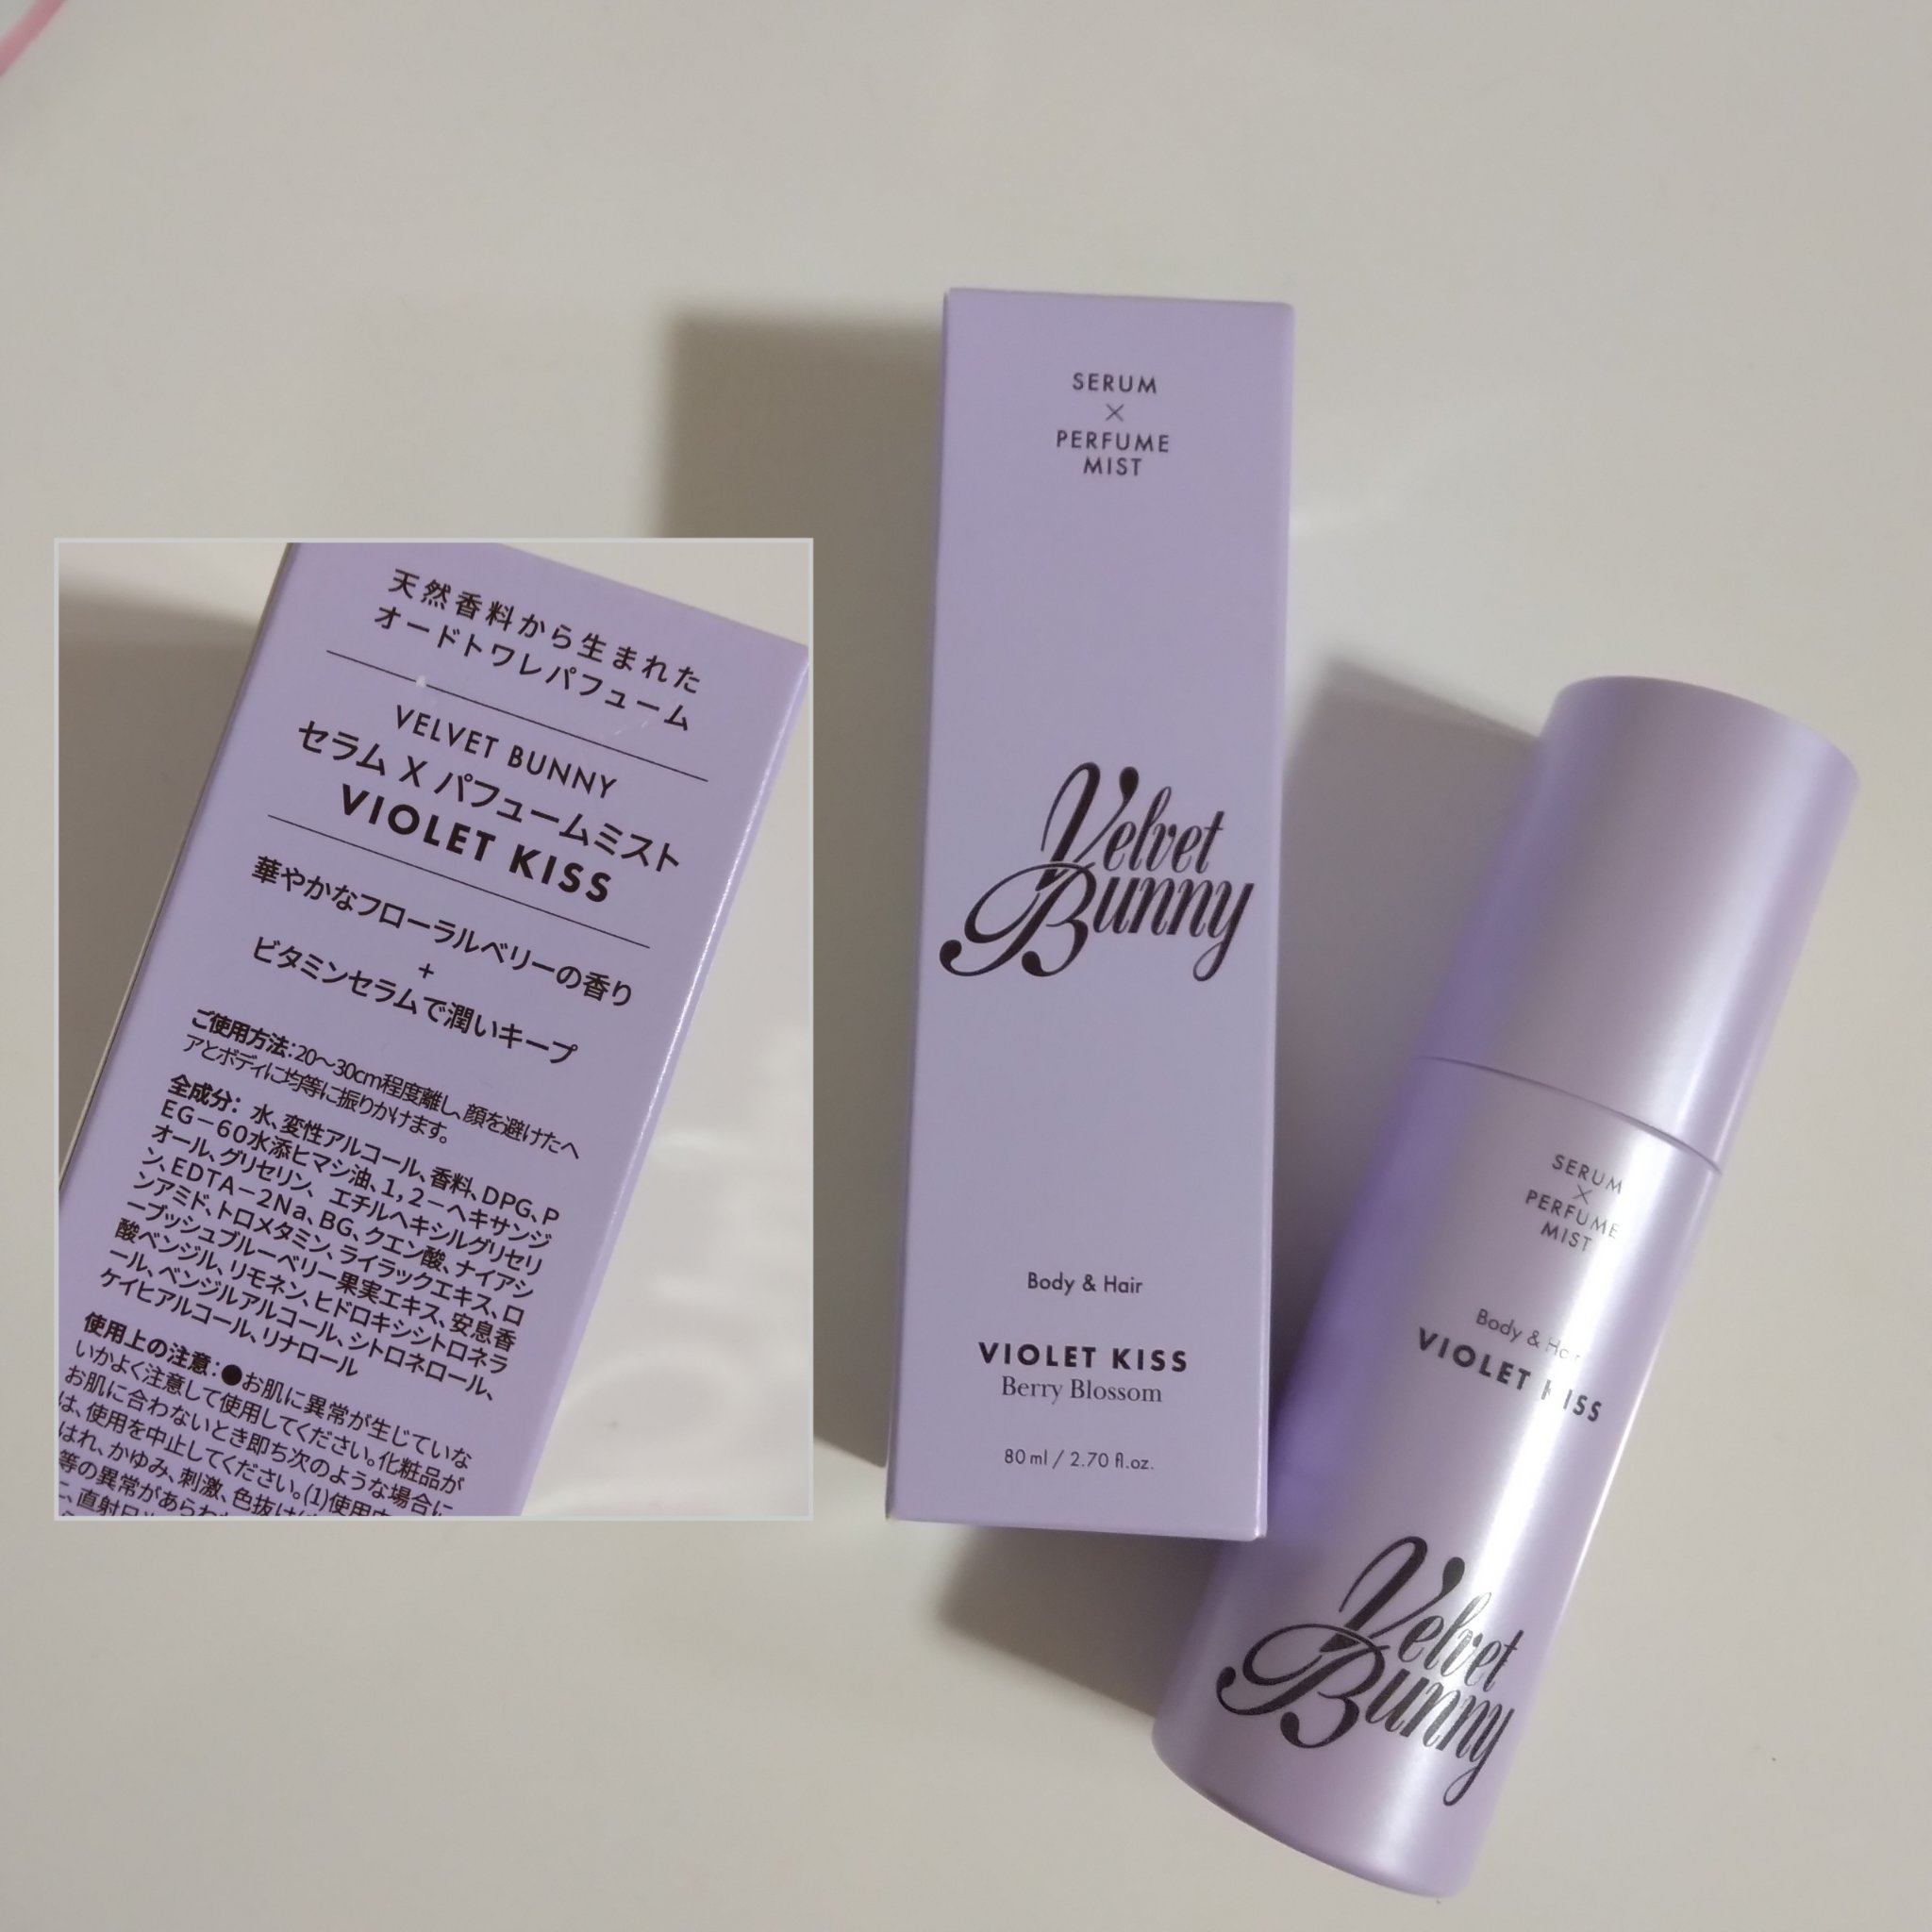 天然香料から生まれた
オードトワレパフューム
VELVET BUNNY
セラム X パフュームミスト
VIOLET KISS
華やかなフローラルベリーの香り
+
ビタミンセラムで潤いキープ
ご使用方法:20〜30cm程度離し、顔を避けたヘ
アとボディに均等に振りかけます。
全成分：水、変性アルコール、香料、DPG、P
EG－60水添ヒマシ油、1，2－ヘキサンジ
オール、グリセリン、エチルヘキシルグリセリ
ン、EDTA－2Na、BG、クエン酸、ナイアシ
ンアミド、トロメタミン、ライラックエキス、ロ
ーブッシュブルーベリー果実エキス、安息香
酸ベンジル、リモネン、ヒドロキシシトロネラ
ール、ベンジルアルコール、シトロネロール、
ケイヒアルコール、リナロール
使用上の注意：●お肌に異常が生じていな
いかよく注意して使用してください。化粧品が
お肌に合わないとき即ち次のような場合に
は、使用を中止してください。(1)使用中
はれ、かゆみ、刺激、色抜け
等の異常があらわ
直射日
SERUM
×
PERFUME
MIST
Velvet
Bunny
Body & Hair
VIOLET KISS
Berry Blossom
80 ml / 2.70 fl.oz.
SERUM
×
PERFUME
MIST
Body & Hair
VIOLET KISS
Velvet
Bunny